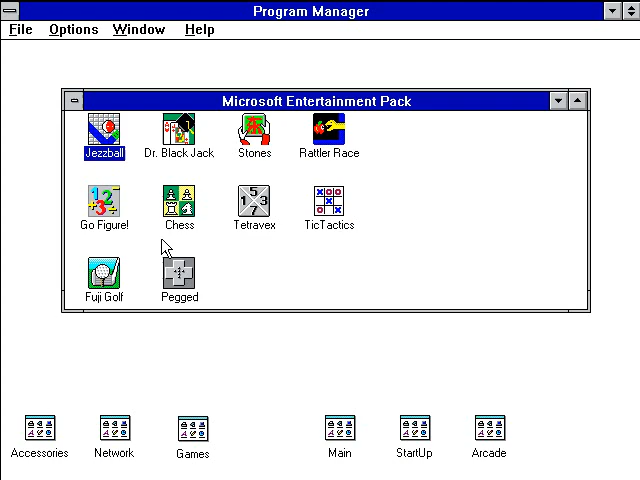 Program Manager
File Options Window Help
Microsoft Entertainment Pack
Jezzball Dr. Black Jack Stones Rattler Race
Go Figure! Chess Tetravex TicTactics
Fuji Golf Pegged
Accessories Network Games Main StartUp Arcade